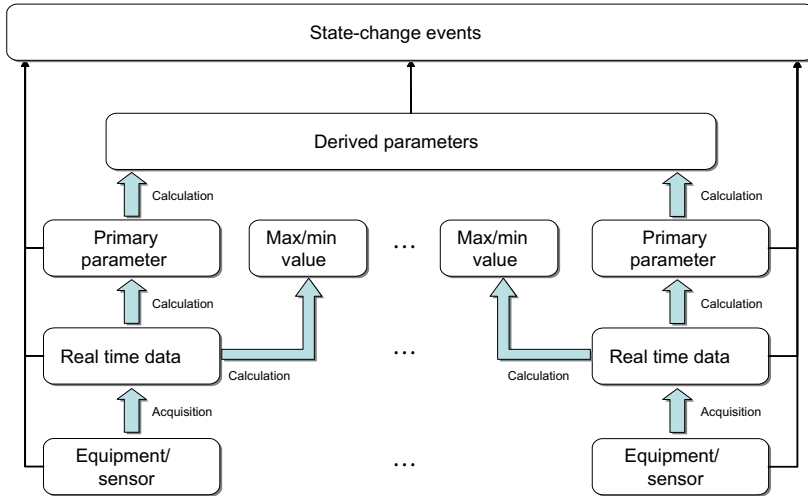 State-change events
Derived parameters
Calculation
Calculation
Primary
parameter
Max/min
value
...
Max/min
value
Primary
parameter
Calculation
Calculation
Real time data
...
Real time data
Calculation
Calculation
Acquisition
Acquisition
Equipment/
sensor
...
Equipment/
sensor